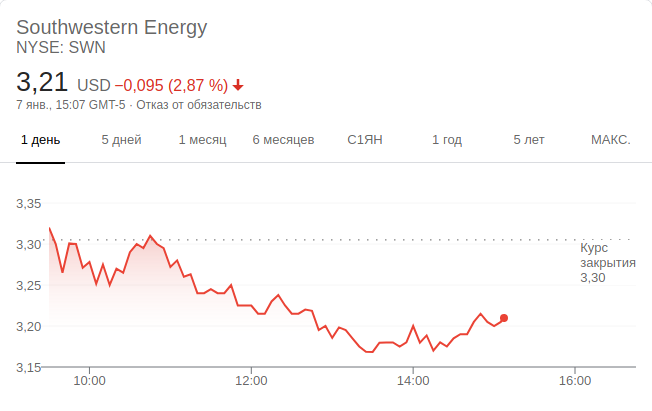 Southwestern Energy
NYSE: SWN
3,21 USD −0,095 (2,87 %)
7 янв., 15:07 GMT-5 · Отказ от обязательств
1 день 5 дней 1 месяц 6 месяцев С1ЯН 1 год 5 лет МАКС.
3,35
3,30
3,25
3,20
3,15
Курс
закрытия
3,30
10:00 12:00 14:00 16:00